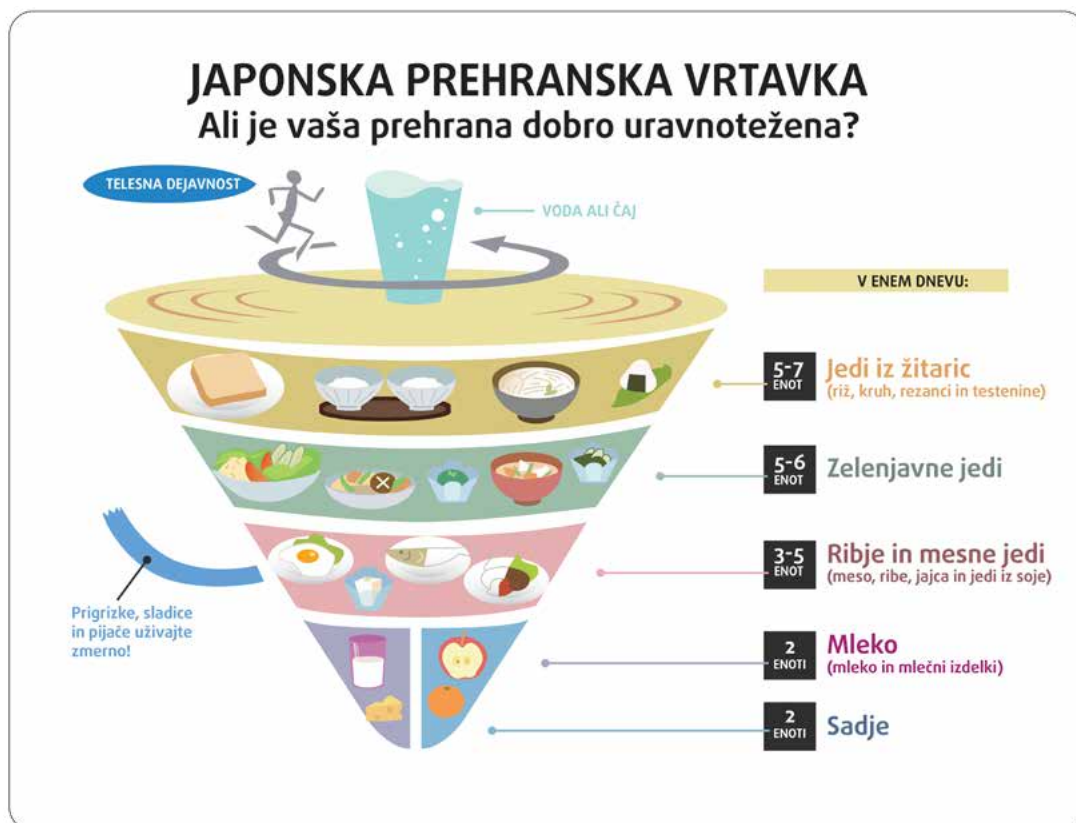 JAPONSKA PREHRANSKA VRTAVKA
Ali je vaša prehrana dobro uravnotežena?
TELESNA DEJAVNOST
VODA ALI ČAJ
V ENEM DNEVU:
5-7
ENOT
Jedi iz žitaric
(riž, kruh, rezanci in testenine)
5-6
ENOT
Zelenjavne jedi
3-5
ENOT
Ribje in mesne jedi
(meso, ribe, jajca in jedi iz soje)
Prigrizke, sladice
in pijače uživajte
zmerno!
2
ENOTI
Mleko
(mleko in mlečni izdelki)
2
ENOTI
Sadje